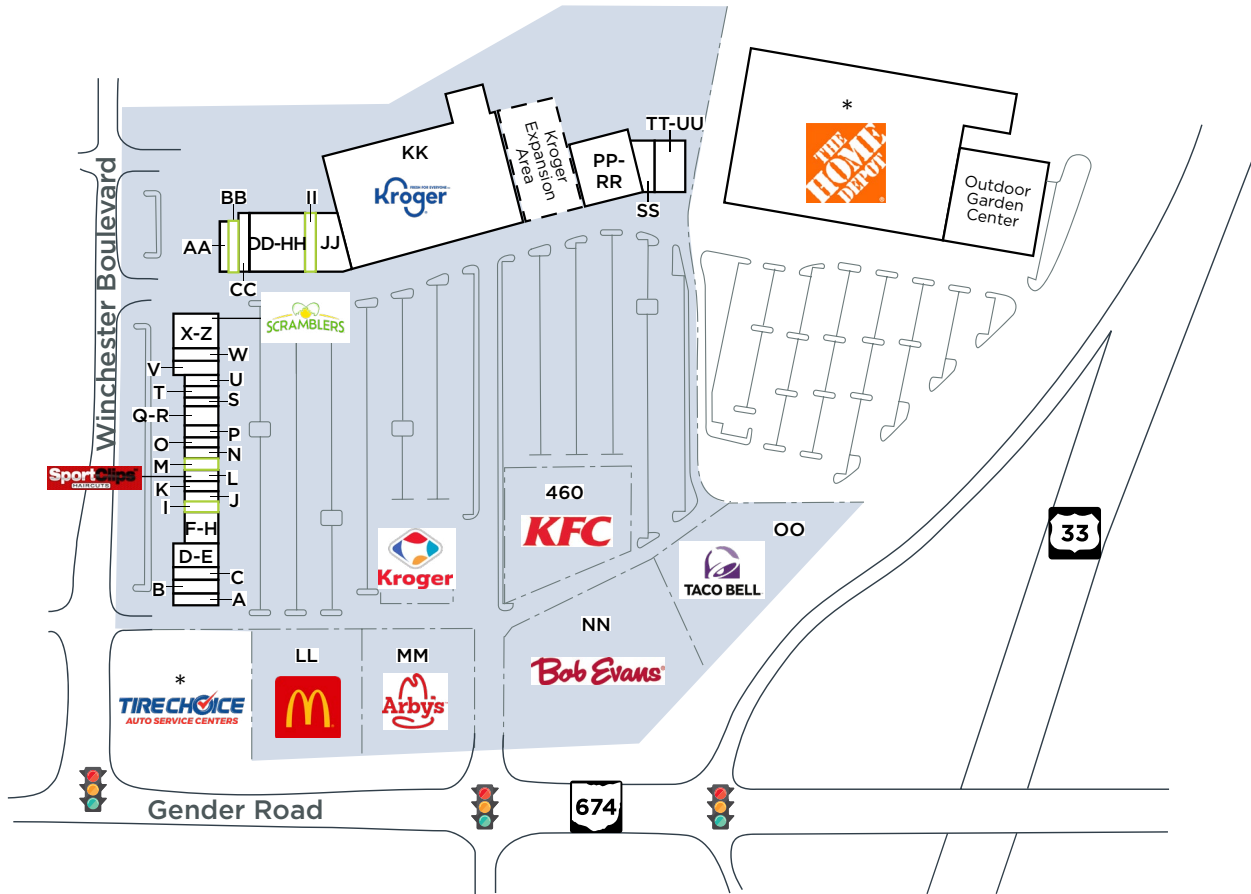 TT-UU
*
THE
HOME
DEPOT
KK
Kroger
Kroger
Expansion
Area
PP-
RR
SS
Outdoor
Garden
Center
BB
II
AA
DD-HH
JJ
CC
Winchester Boulevard
SCRAMBLERS
X-Z
W
V
U
T
S
Q-R
P
O
N
M
SportClips
HAIRCUTS
L
K
J
I
F-H
D-E
C
B
A
460
KFC
Kroger
OO
TACO BELL
33
NN
Bob Evans
LL
MM
Arby's
*
TIRE CHOICE
AUTO SERVICE CENTERS
Gender Road
674